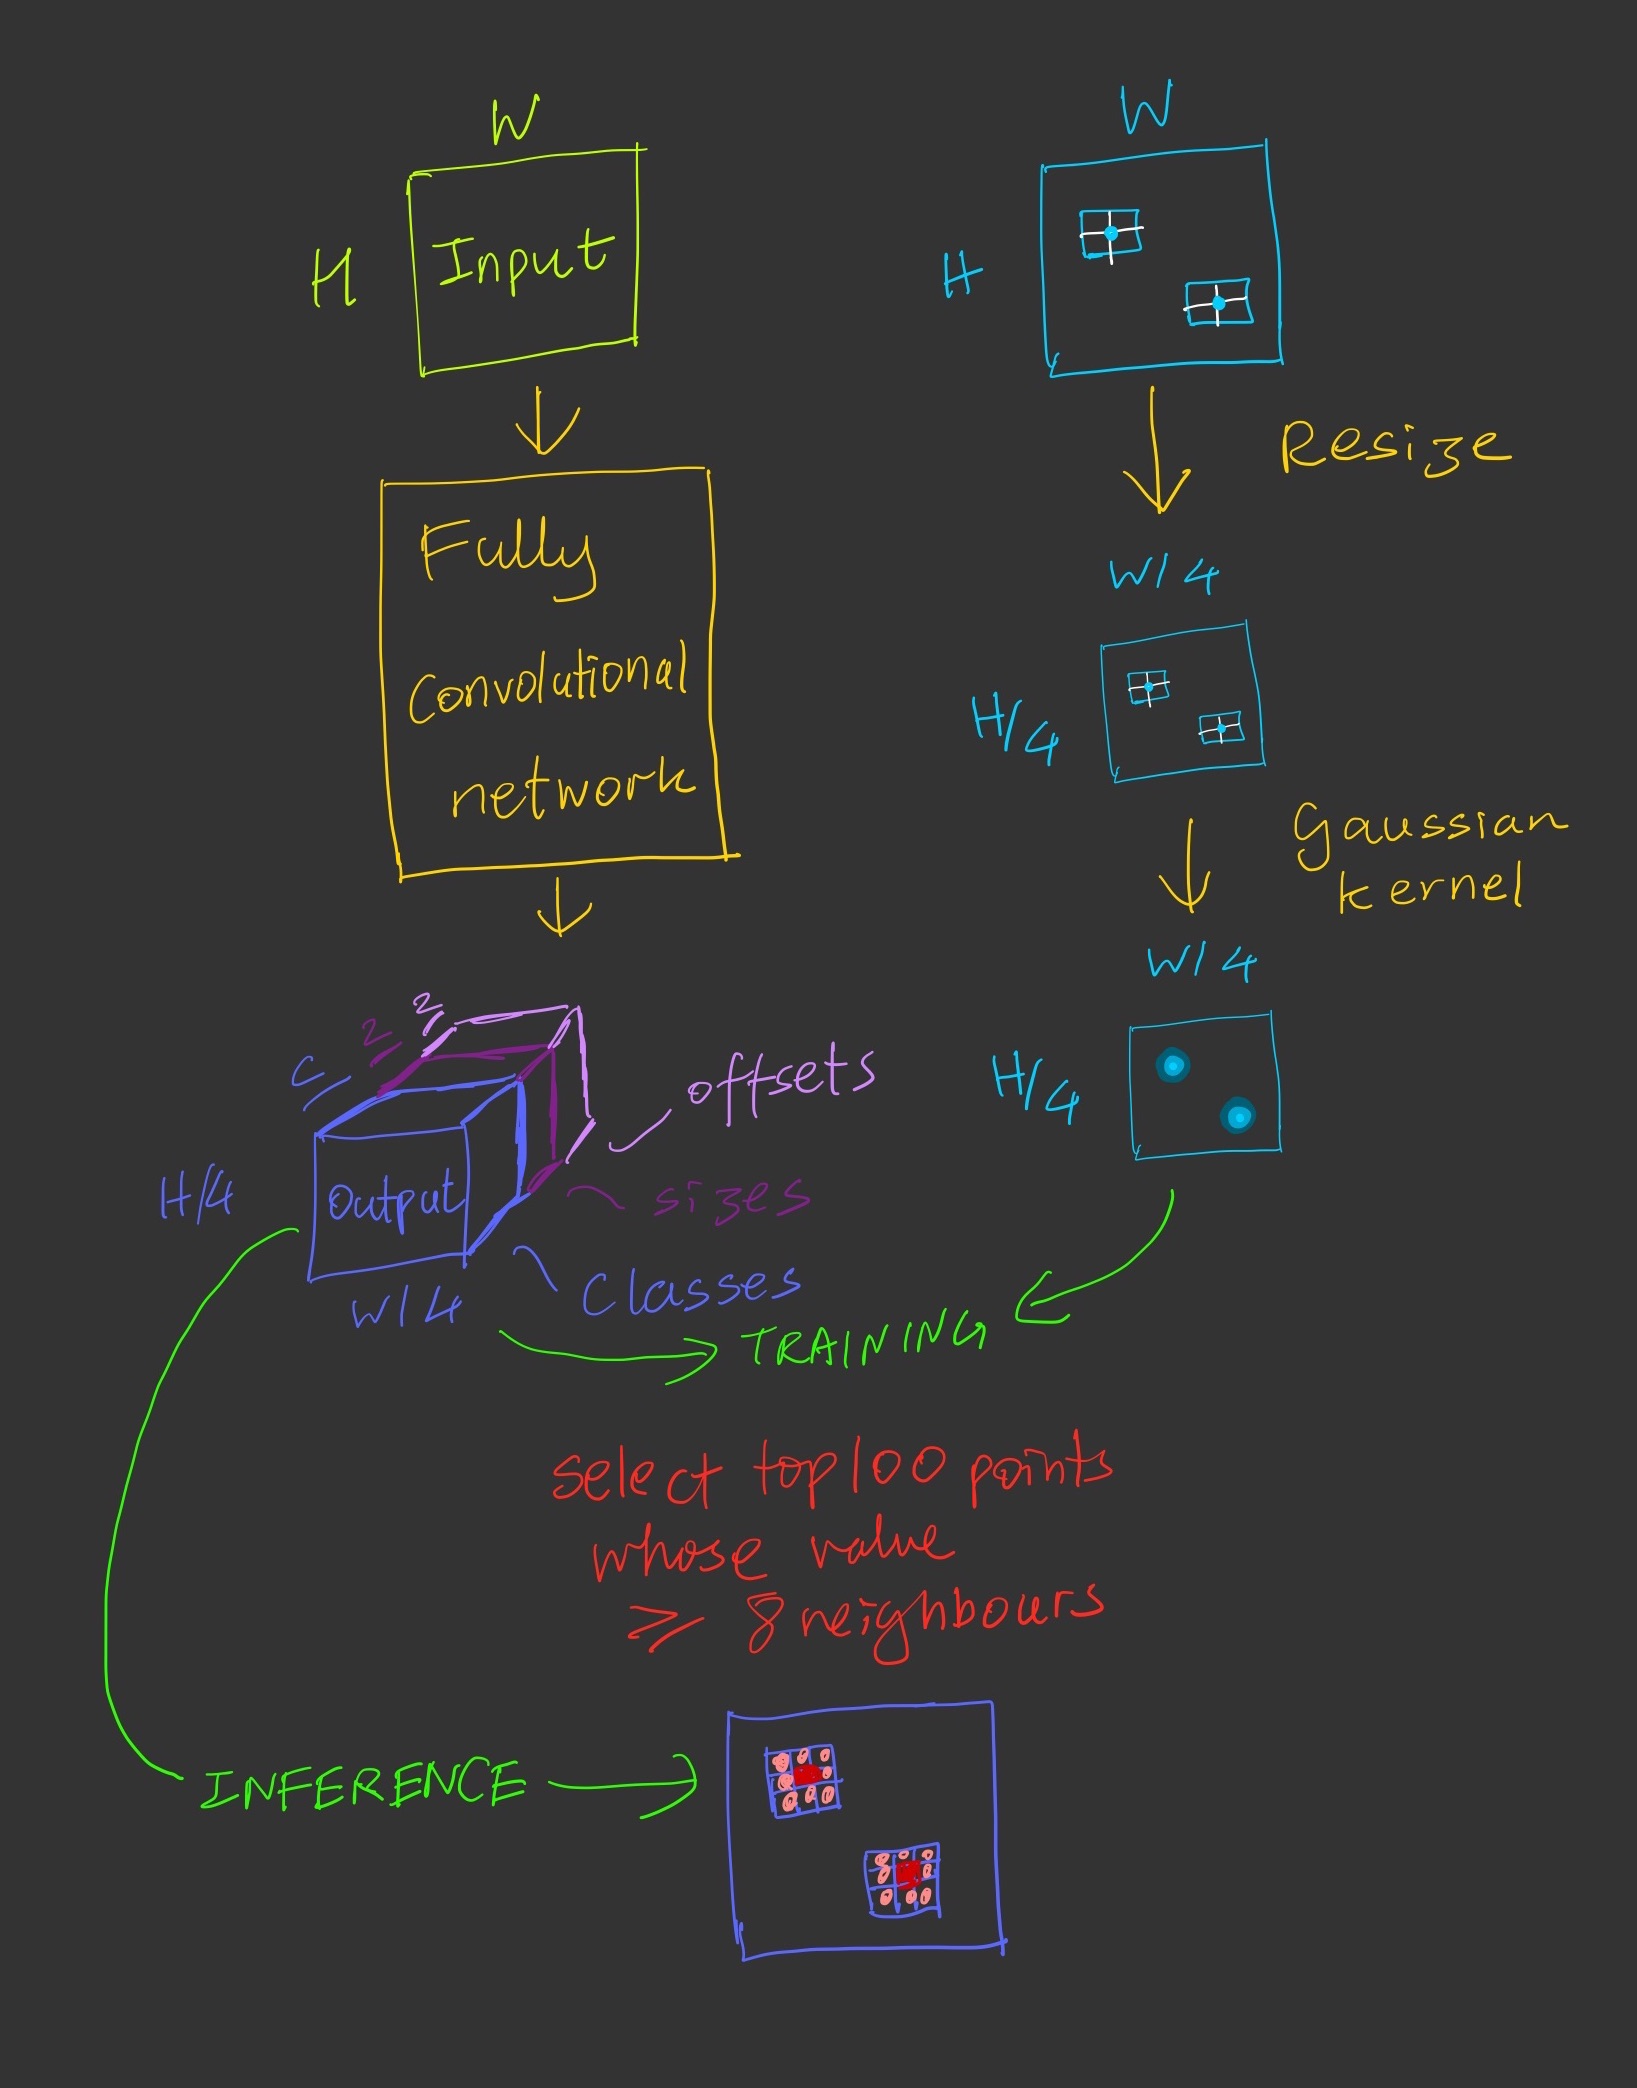 W
H
Input
Fully
Convolutional
network
2
2
C
offsets
sizes
Classes
H/4
Output
W/4
W
H
Resize
W/4
H/4
Gaussian
kernel
W/4
H/4
TRAINING
select top 100 points
whose value
≥ 8 neighbours
INFERENCE